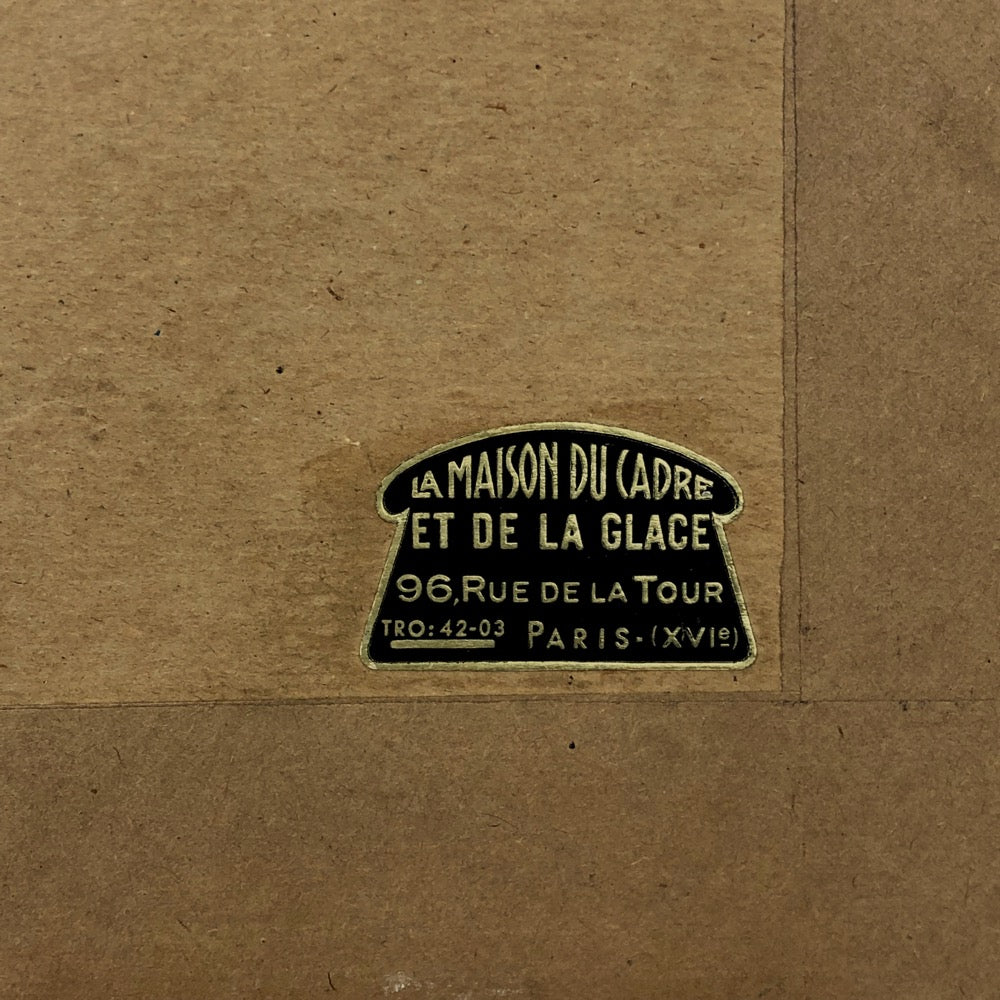 LA MAISON DU CADRE
ET DE LA GLACE
96, RUE DE LA TOUR
TRO: 42-03 PARIS-(XVIe)